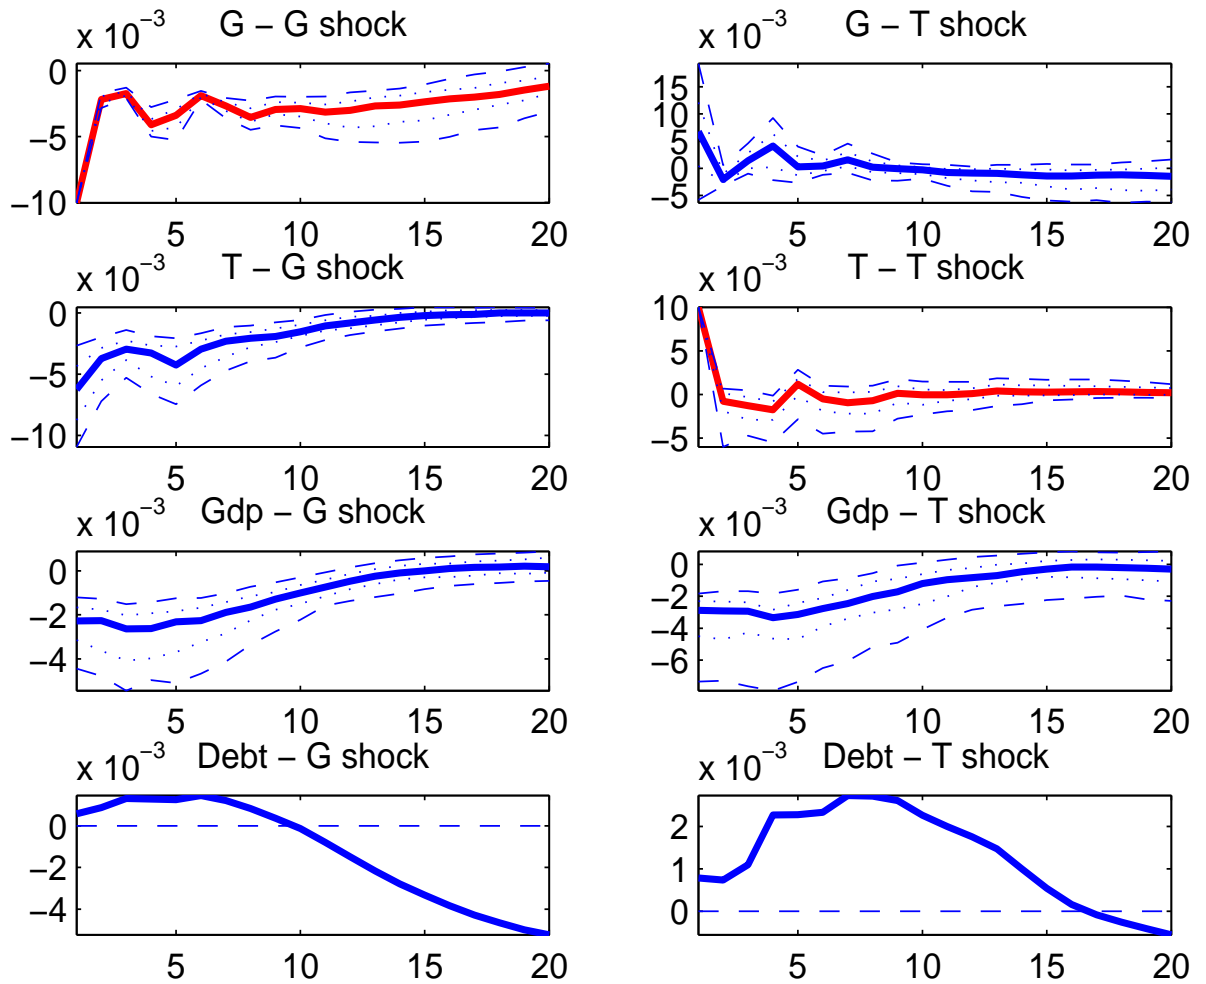 x 10⁻³ G – G shock
0
−5
−10
5 10 15 20
x 10⁻³ G – T shock
15
10
5
0
−5
5 10 15 20
x 10⁻³ T – G shock
0
−5
−10
5 10 15 20
x 10⁻³ T – T shock
10
5
0
−5
5 10 15 20
x 10⁻³ Gdp – G shock
0
−2
−4
5 10 15 20
x 10⁻³ Gdp – T shock
0
−2
−4
−6
5 10 15 20
x 10⁻³ Debt – G shock
0
−2
−4
5 10 15 20
x 10⁻³ Debt – T shock
2
1
0
5 10 15 20